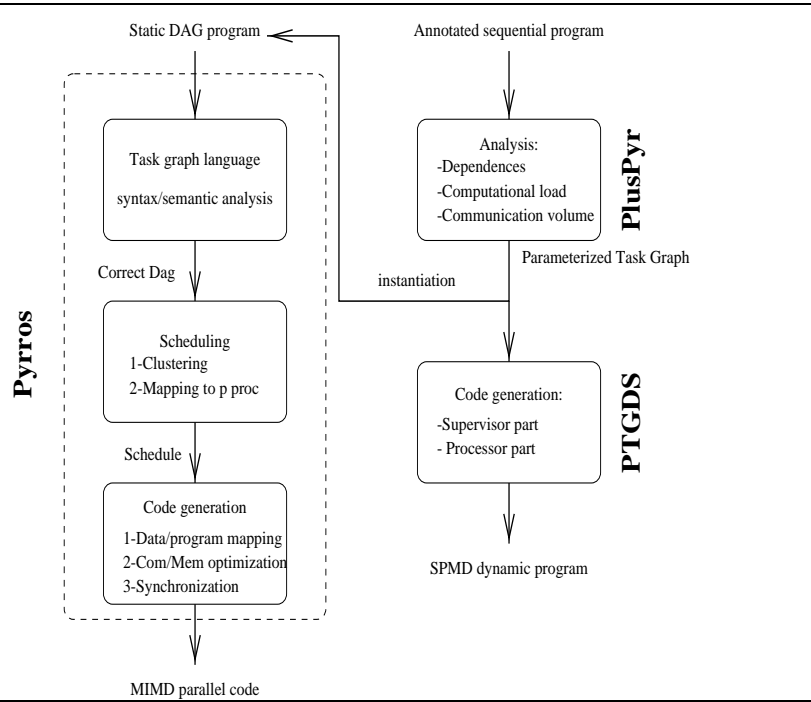 Static DAG program
Annotated sequential program
Pyrros
Task graph language
syntax/semantic analysis
Correct Dag
Scheduling
1-Clustering
2-Mapping to p proc
Schedule
Code generation
1-Data/program mapping
2-Com/Mem optimization
3-Synchronization
MIMD parallel code
Analysis:
-Dependences
-Computational load
-Communication volume
PlusPyr
Parameterized Task Graph
instantiation
Code generation:
-Supervisor part
- Processor part
PTGDS
SPMD dynamic program